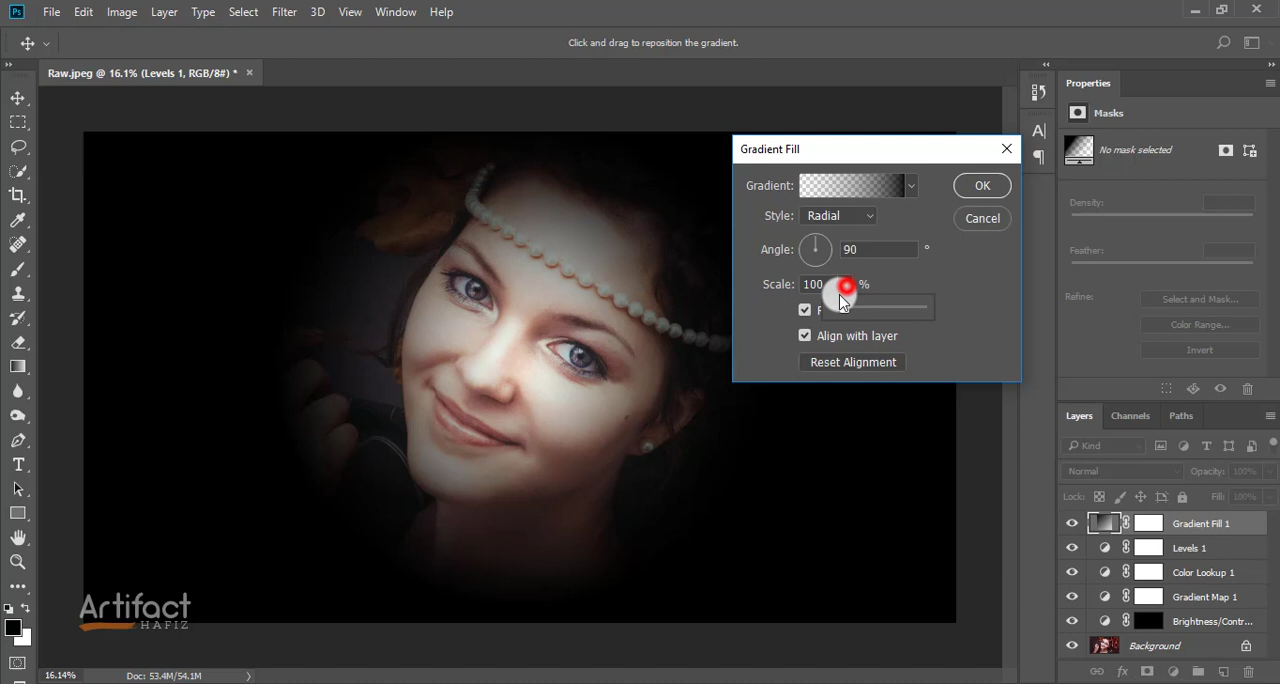 Ps File Edit Image Layer Type Select Filter 3D View Window Help
Click and drag to reposition the gradient.
Raw.jpeg @ 16.1% (Levels 1, RGB/8#) *
Properties
Masks
No mask selected
Density:
Feather:
Refine:
Select and Mask...
Color Range...
Invert
Gradient Fill
Gradient:
OK
Style: Radial
Cancel
Angle: 90 °
Scale: 100 %
Align with layer
Reset Alignment
Layers Channels Paths
Kind
Normal Opacity: 100%
Lock: Fill: 100%
Gradient Fill 1
Levels 1
Color Lookup 1
Gradient Map 1
Brightness/Contr...
Background
Artifact
HAFIZ
16.14% Doc: 53.4M/54.1M